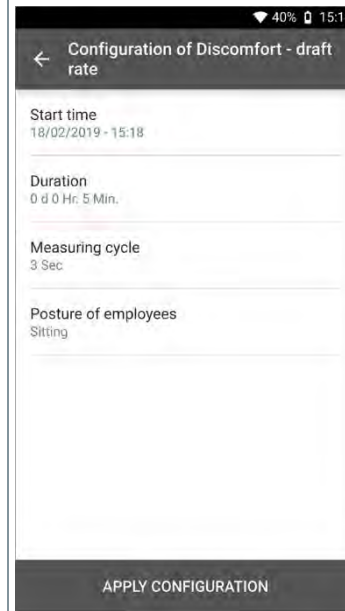 40% 15:1
Configuration of Discomfort - draft
rate
Start time
18/02/2019 - 15:18
Duration
0 d 0 Hr. 5 Min.
Measuring cycle
3 Sec
Posture of employees
Sitting
APPLY CONFIGURATION